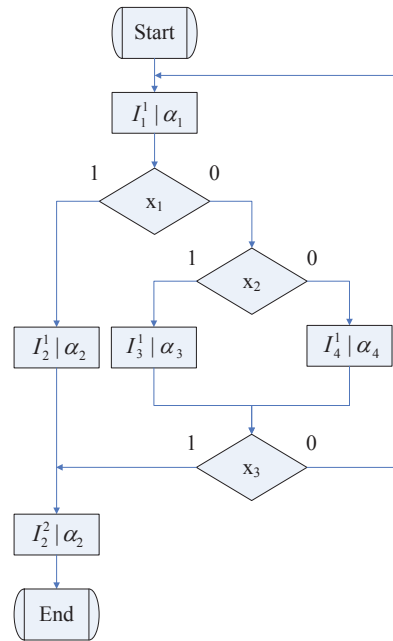 Start
I₁¹ | α₁
1 0
x₁
1 0
x₂
I₂¹ | α₂ I₃¹ | α₃ I₄¹ | α₄
1 0
x₃
I₂² | α₂
End